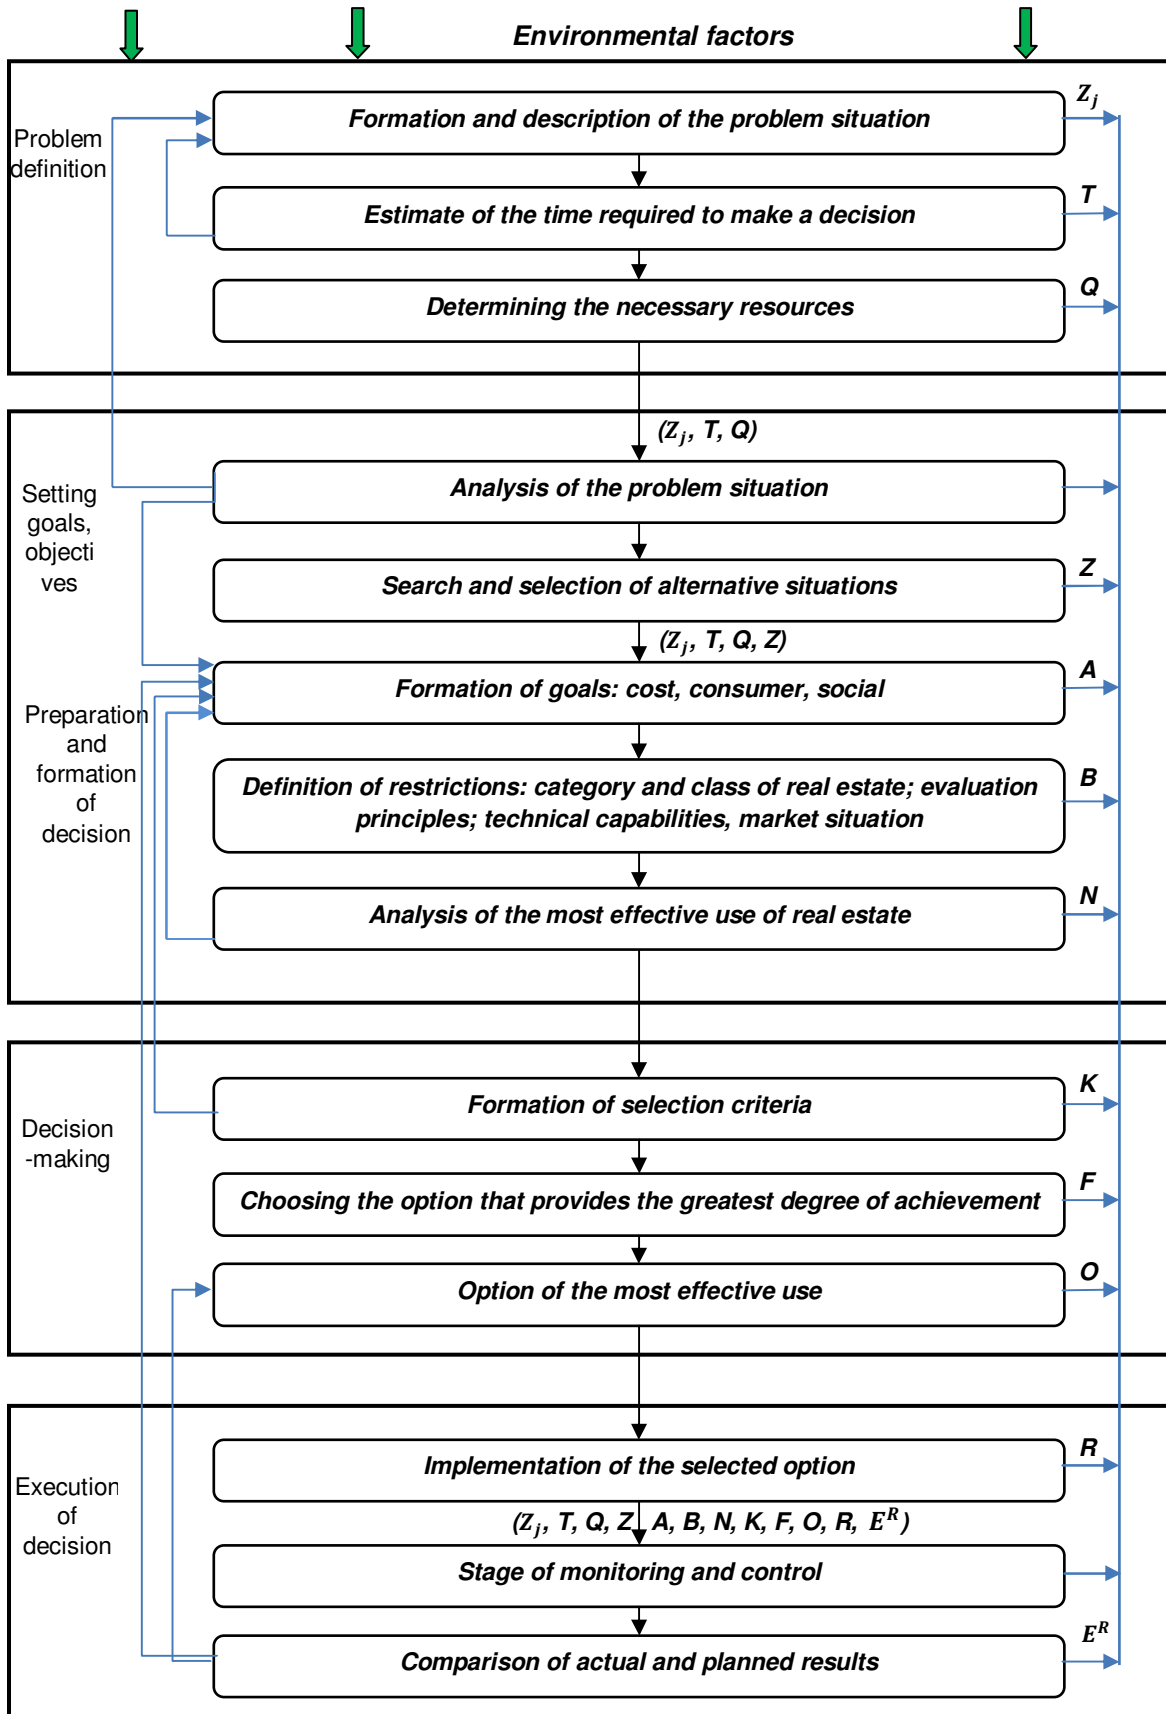 Environmental factors
Problem
definition
Formation and description of the problem situation
Z_j
Estimate of the time required to make a decision
T
Determining the necessary resources
Q
(Z_j, T, Q)
Setting
goals,
objecti
ves
Analysis of the problem situation
Search and selection of alternative situations
Z
(Z_j, T, Q, Z)
Formation of goals: cost, consumer, social
A
Preparation
and
formation
of
decision
Definition of restrictions: category and class of real estate; evaluation
principles; technical capabilities, market situation
B
Analysis of the most effective use of real estate
N
Decision
-making
Formation of selection criteria
K
Choosing the option that provides the greatest degree of achievement
F
Option of the most effective use
O
Execution
of
decision
Implementation of the selected option
R
(Z_j, T, Q, Z, A, B, N, K, F, O, R, E^R)
Stage of monitoring and control
Comparison of actual and planned results
E^R